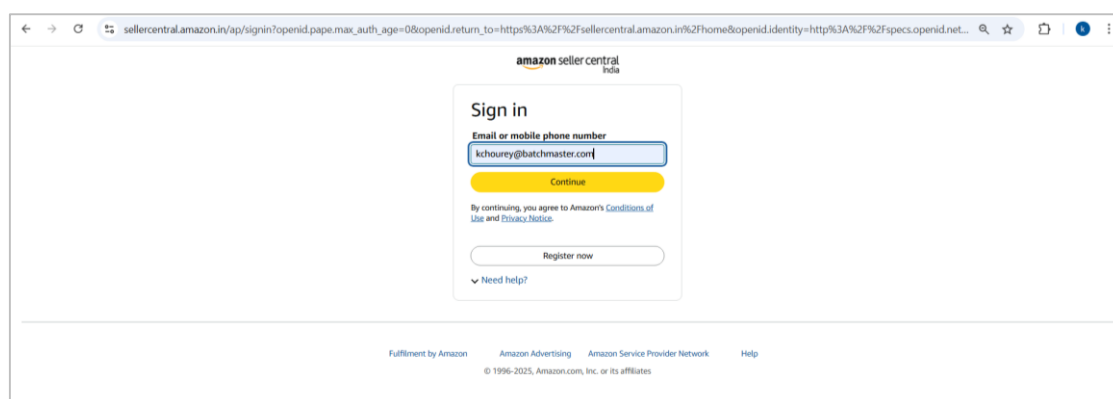 sellercentral.amazon.in/ap/signin?openid.pape.max_auth_age=0&openid.return_to=https%3A%2F%2Fsellercentral.amazon.in%2Fhome&openid.identity=http%3A%2F%2Fspecs.openid.net...
k
amazon seller central
India
Sign in
Email or mobile phone number
kchourey@batchmaster.com
Continue
By continuing, you agree to Amazon's Conditions of
Use and Privacy Notice.
Register now
Need help?
Fulfilment by Amazon Amazon Advertising Amazon Service Provider Network Help
© 1996-2025, Amazon.com, Inc. or its affiliates